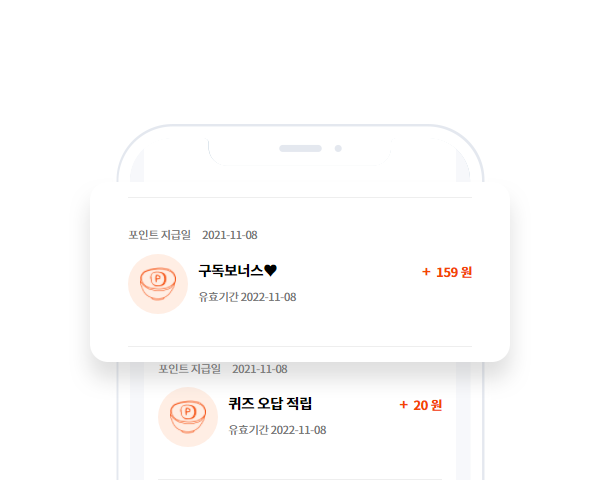 포인트 지급일 2021-11-08
구독보너스♥
+ 159 원
유효기간 2022-11-08
포인트 지급일 2021-11-08
퀴즈 오답 적립
+ 20 원
유효기간 2022-11-08